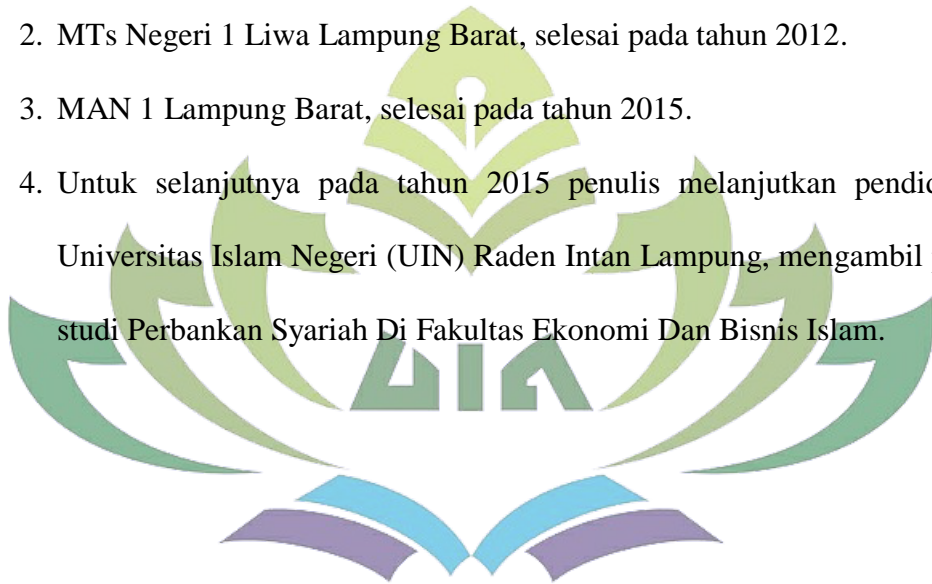 2. MTs Negeri 1 Liwa Lampung Barat, selesai pada tahun 2012.
3. MAN 1 Lampung Barat, selesai pada tahun 2015.
4. Untuk selanjutnya pada tahun 2015 penulis melanjutkan pendid
Universitas Islam Negeri (UIN) Raden Intan Lampung, mengambil
studi Perbankan Syariah Di Fakultas Ekonomi Dan Bisnis Islam.
UIN